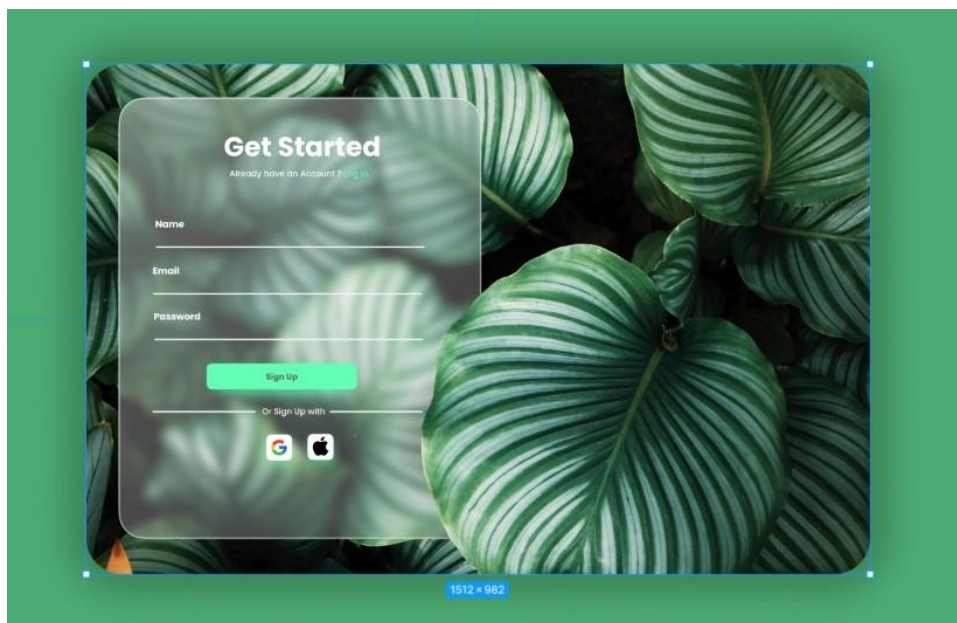 Get Started
Already have an Account ? Log in
Name
Email
Password
Sign Up
Or Sign Up with
1512 × 982